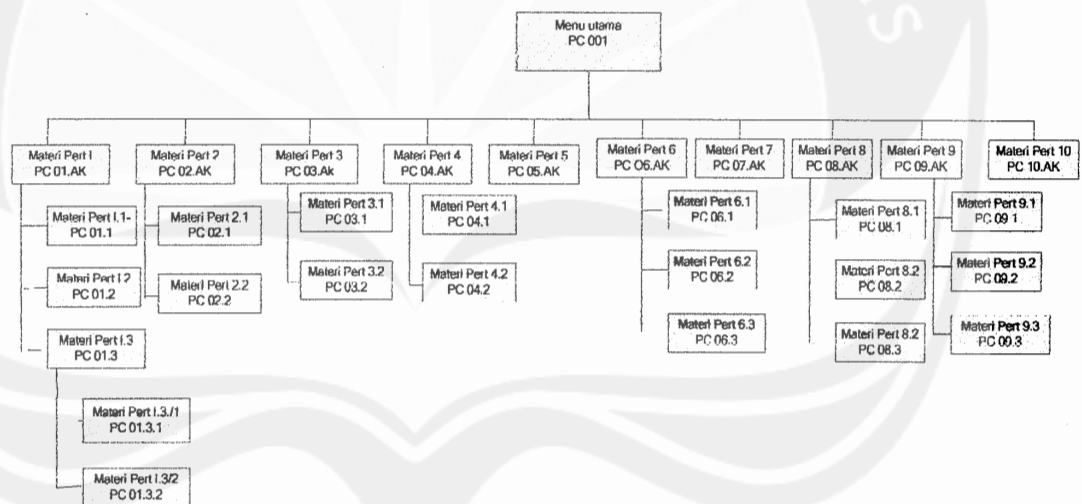 Menu utama
PC 001
Materi Pert I
PC 01.AK
Materi Pert 2
PC 02.AK
Materi Pert 3
PC 03.Ak
Materi Pert 4
PC 04.AK
Materi Pert 5
PC 05.AK
Materi Pert 6
PC O6.AK
Materi Pert 7
PC 07.AK
Materi Pert 8
PC 08.AK
Materi Pert 9
PC 09.AK
Materi Pert 10
PC 10.AK
Materi Pert I.1-
PC 01.1
Materi Pert 2.1
PC 02.1
Materi Pert 3.1
PC 03.1
Materi Pert 4.1
PC 04.1
Materi Pert 6.1
PC 06.1
Materi Pert 8.1
PC 08.1
Materi Pert 9.1
PC 09 1
Materi Pert I 2
PC 01.2
Materi Pert 2.2
PC 02.2
Materi Pert 3.2
PC 03.2
Materi Pert 4.2
PC 04.2
Materi Pert 6.2
PC 06.2
Materi Pert 8.2
PC 08.2
Materi Pert 9.2
PC 09.2
Materi Pert I.3
PC 01.3
Materi Pert 6.3
PC 06.3
Materi Pert 8.2
PC 08.3
Materi Pert 9.3
PC 09.3
Materi Pert I.3./1
PC 01.3.1
Materi Pert I.3/2
PC 01.3.2